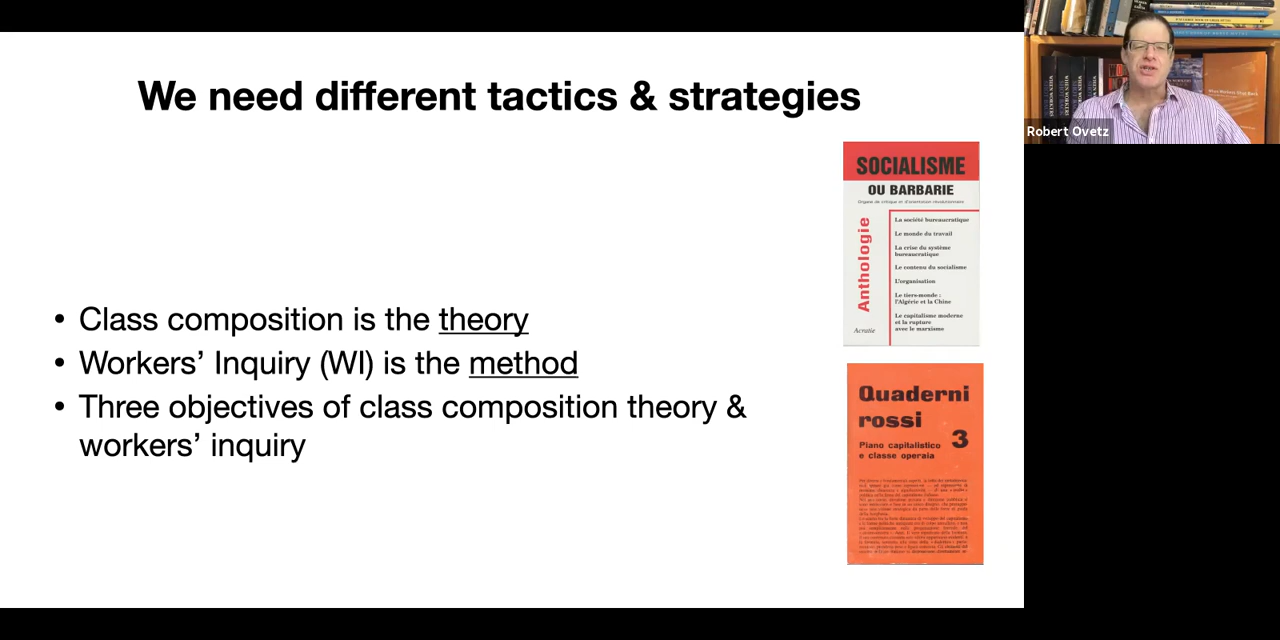 We need different tactics & strategies
Robert Ovetz
SOCIALISME
OU BARBARIE
Organe de critique et d'orientation révolutionnaire
Anthologie
La société bureaucratique
Le monde du travail
La crise du système
bureaucratique
Le contenu du socialisme
L'organisation
Le tiers-monde :
l'Algérie et la Chine
Le capitalisme moderne
et la rupture
avec le marxisme
Acratie
• Class composition is the theory
• Workers’ Inquiry (WI) is the method
• Three objectives of class composition theory &
workers’ inquiry
Quaderni
rossi
3
Piano capitalistico
e classe operaia